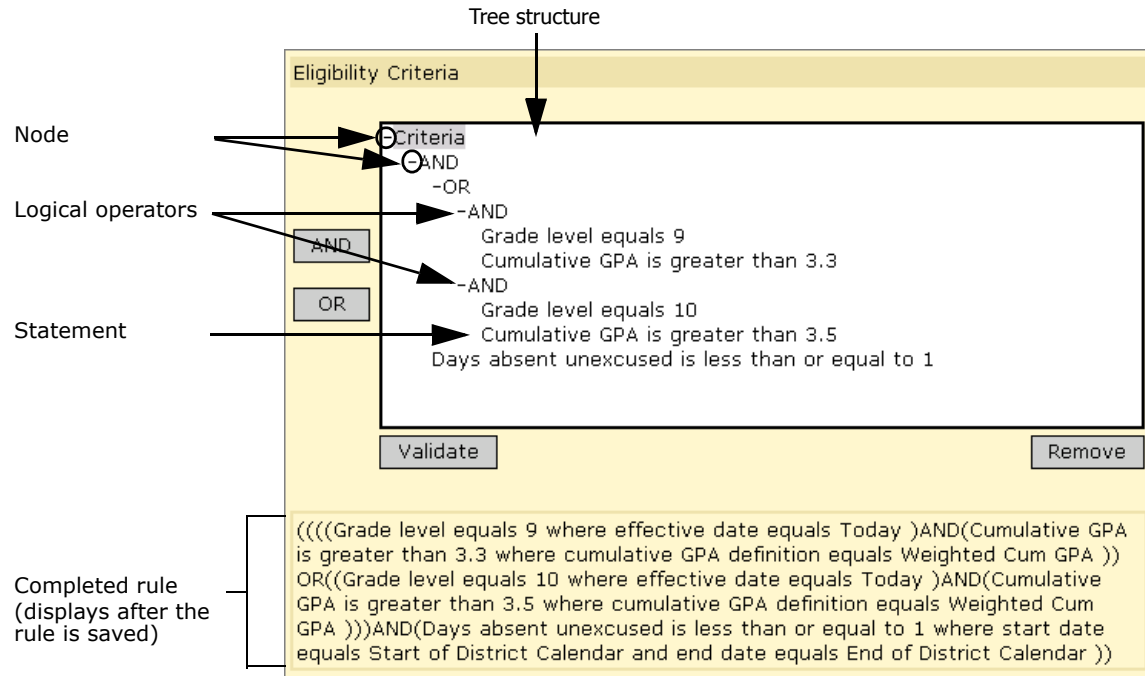 Tree structure
Eligibility Criteria
Node
-Criteria
-AND
-OR
Logical operators
-AND
AND
Grade level equals 9
Cumulative GPA is greater than 3.3
-AND
OR
Grade level equals 10
Statement
Cumulative GPA is greater than 3.5
Days absent unexcused is less than or equal to 1
Validate
Remove
Completed rule
(displays after the
rule is saved)
((((Grade level equals 9 where effective date equals Today )AND(Cumulative GPA
is greater than 3.3 where cumulative GPA definition equals Weighted Cum GPA ))
OR((Grade level equals 10 where effective date equals Today )AND(Cumulative
GPA is greater than 3.5 where cumulative GPA definition equals Weighted Cum
GPA )))AND(Days absent unexcused is less than or equal to 1 where start date
equals Start of District Calendar and end date equals End of District Calendar ))